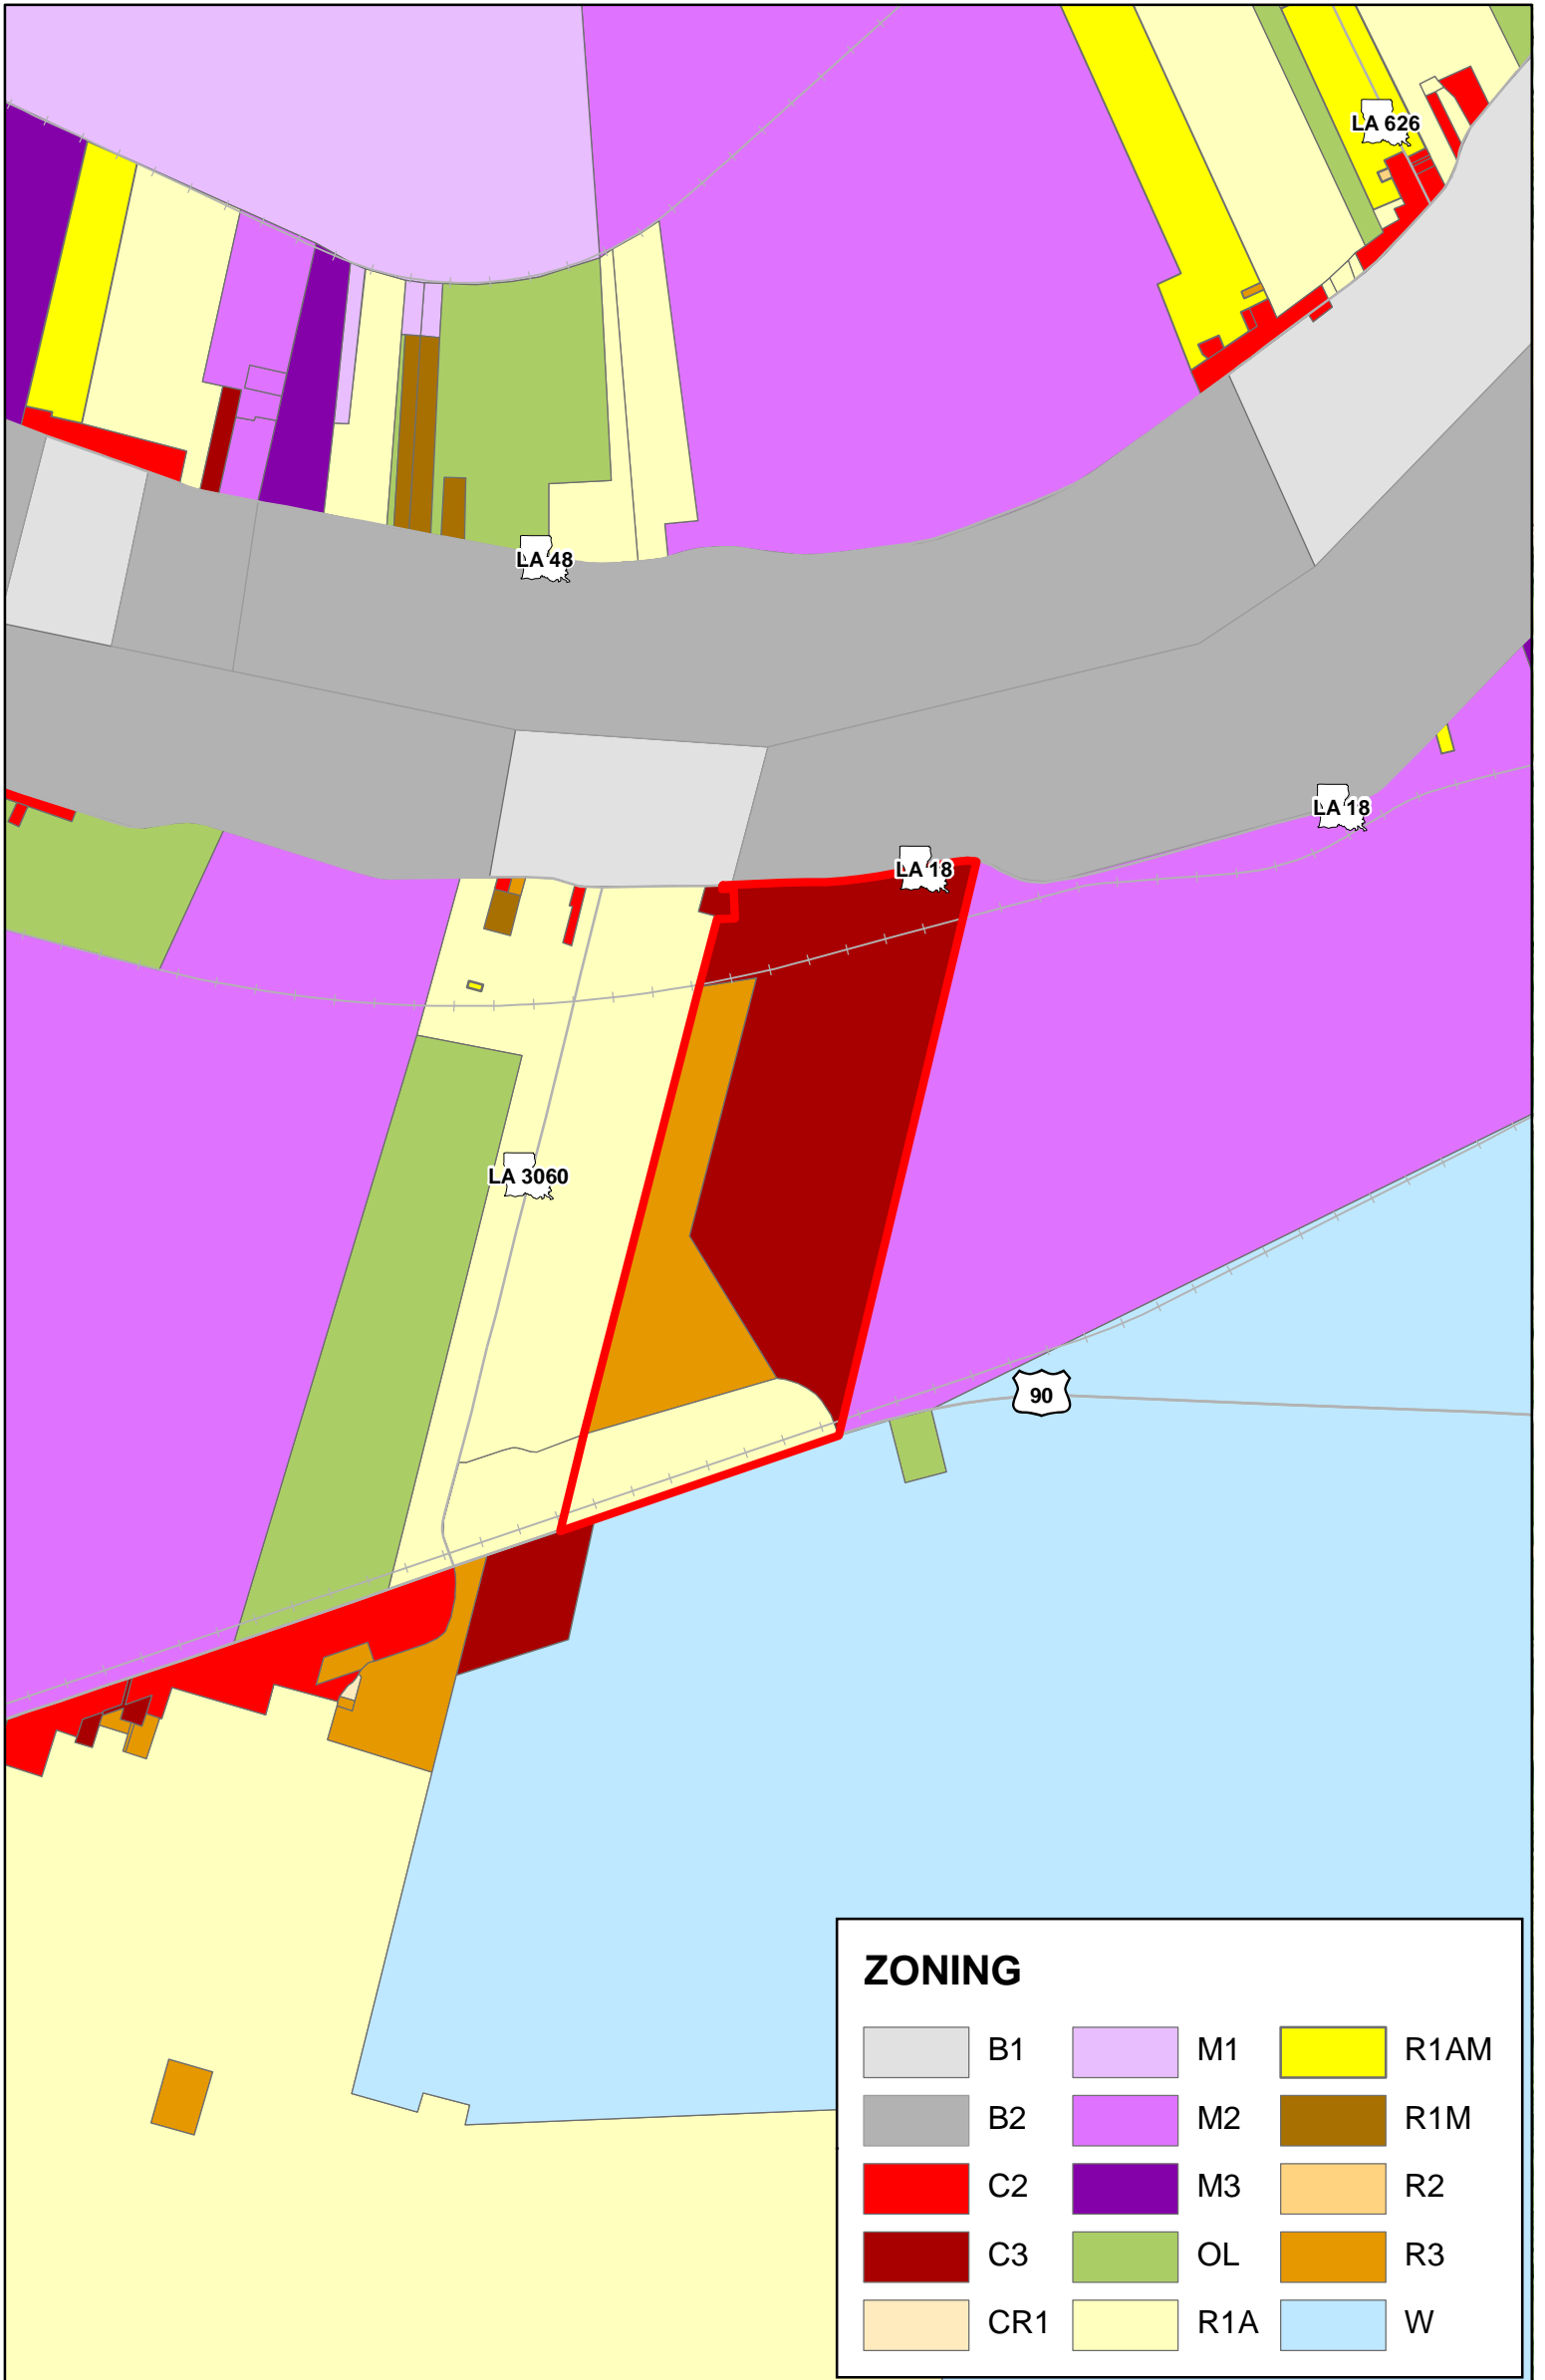 LA 626
LA 48
LA 18
LA 18
LA 3060
90
ZONING
B1 M1 R1AM
B2 M2 R1M
C2 M3 R2
C3 OL R3
CR1 R1A W